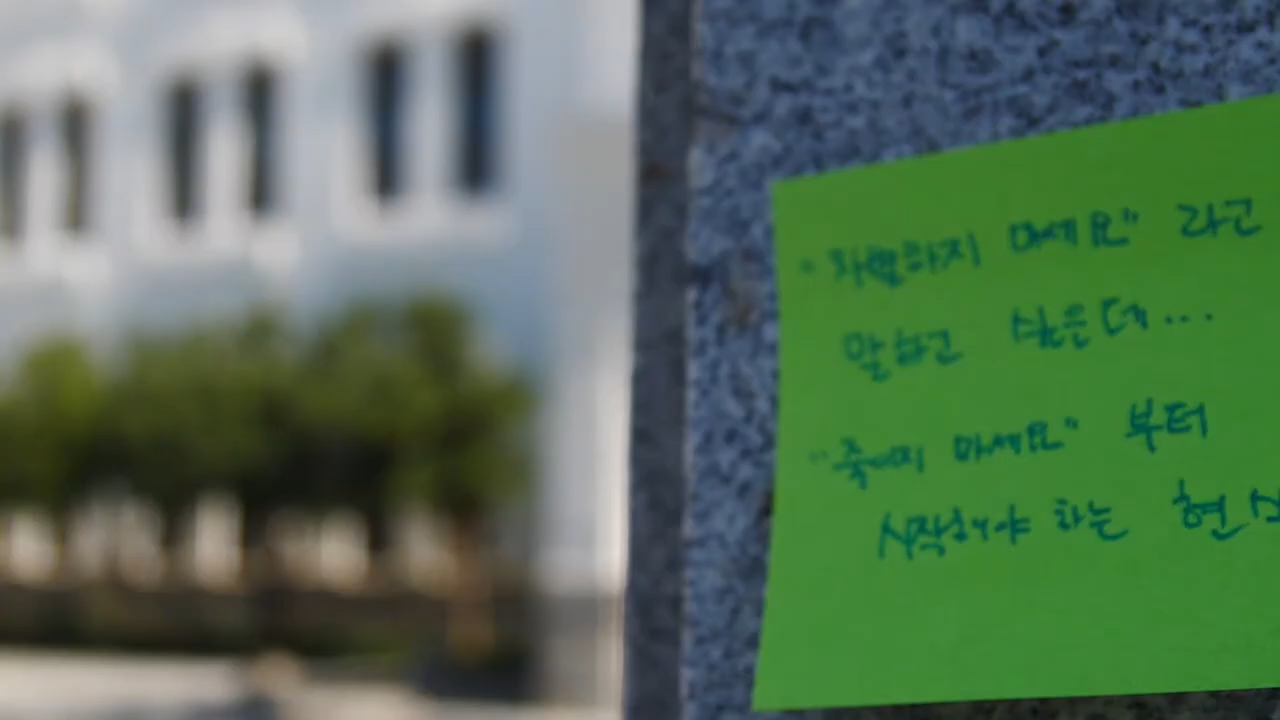 "차별하지 마세요" 라고
말하고 싶은데...
"죽이지 마세요" 부터
시작해야 하는